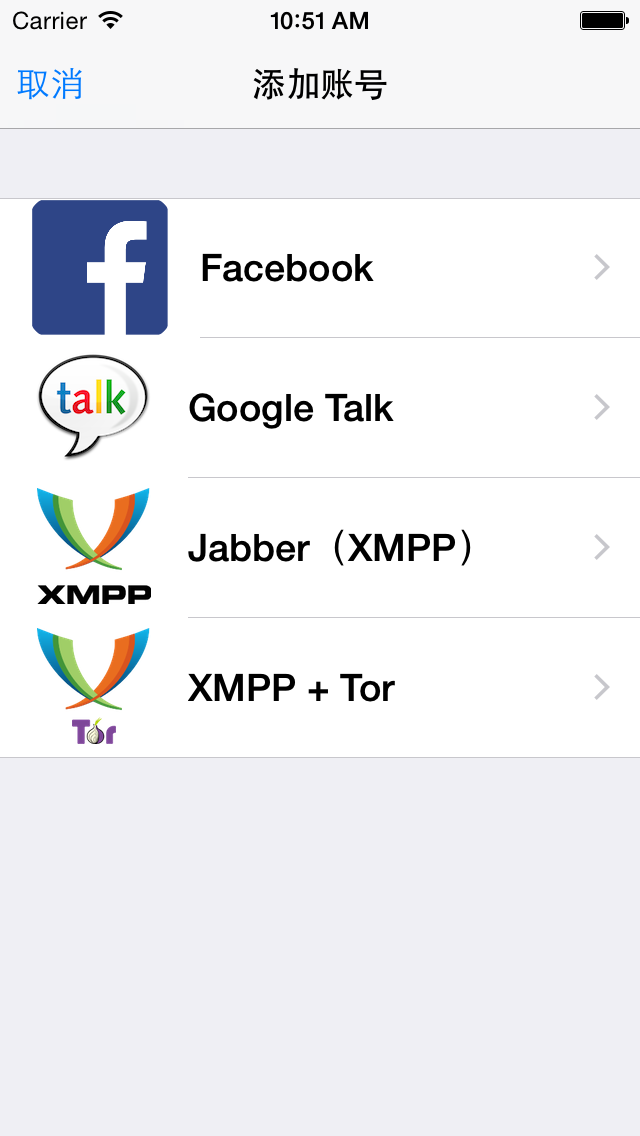 Carrier 10:51 AM
取消 添加账号
Facebook
talk
Google Talk
Jabber（XMPP）
XMPP
XMPP + Tor
Tor